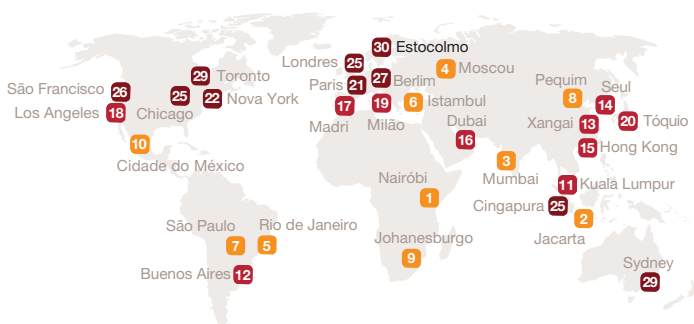 30 Estocolmo
Londres 25
4 Moscou
29 Toronto
Paris 21
27 Berlim
Pequim 8
Seul 14
São Francisco 26
25 Chicago
22 Nova York
Los Angeles 18
17 Madri
19 Milão
6 Istambul
Dubai 16
Xangai 13
20 Tóquio
10 Cidade do México
15 Hong Kong
3 Mumbai
Nairóbi 1
11 Kuala Lumpur
Cingapura 25
2 Jacarta
São Paulo 7
Rio de Janeiro 5
Johanesburgo 9
Buenos Aires 12
Sydney 29